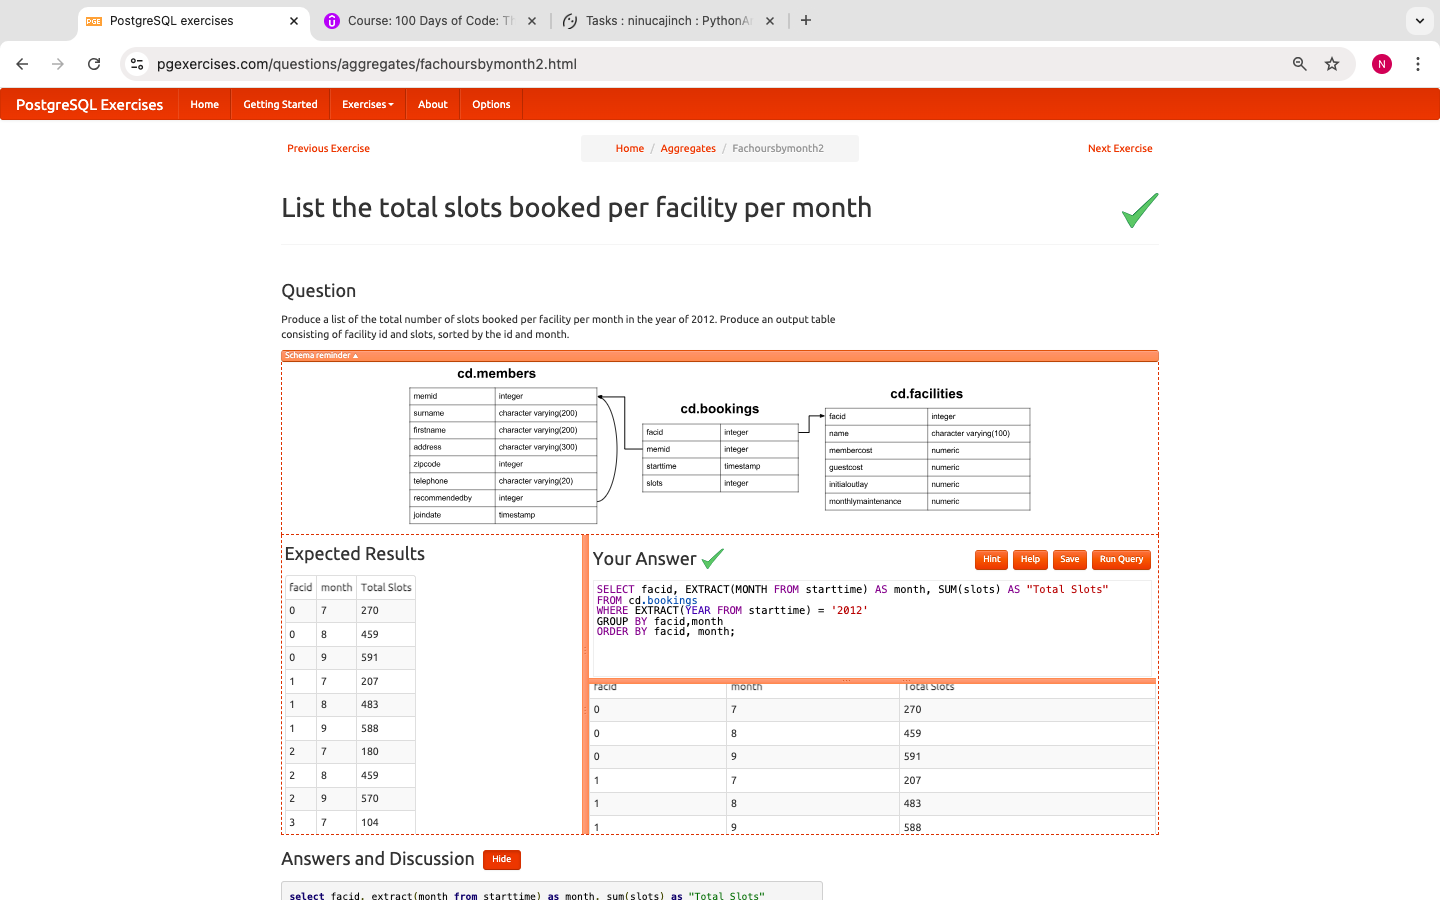 PostgreSQL exercises
Course: 100 Days of Code: Th
Tasks : ninucajinch : PythonA
pgexercises.com/questions/aggregates/fachoursbymonth2.html
N
PostgreSQL Exercises
Home
Getting Started
Exercises
About
Options
Previous Exercise
Home / Aggregates / Fachoursbymonth2
Next Exercise
List the total slots booked per facility per month
Question
Produce a list of the total number of slots booked per facility per month in the year of 2012. Produce an output table
consisting of facility id and slots, sorted by the id and month.
Schema reminder
cd.members
memid integer
surname character varying(200)
firstname character varying(200)
address character varying(300)
zipcode integer
telephone character varying(20)
recommendedby integer
joindate timestamp
cd.bookings
facid integer
memid integer
starttime timestamp
slots integer
cd.facilities
facid integer
name character varying(100)
membercost numeric
guestcost numeric
initialoutlay numeric
monthlymaintenance numeric
Expected Results
facid month Total Slots
0 7 270
0 8 459
0 9 591
1 7 207
1 8 483
1 9 588
2 7 180
2 8 459
2 9 570
3 7 104
Your Answer
Hint
Help
Save
Run Query
SELECT facid, EXTRACT(MONTH FROM starttime) AS month, SUM(slots) AS "Total Slots"
FROM cd.bookings
WHERE EXTRACT(YEAR FROM starttime) = '2012'
GROUP BY facid,month
ORDER BY facid, month;
facid month Total Slots
0 7 270
0 8 459
0 9 591
1 7 207
1 8 483
1 9 588
Answers and Discussion
Hide
select facid, extract(month from starttime) as month, sum(slots) as "Total Slots"